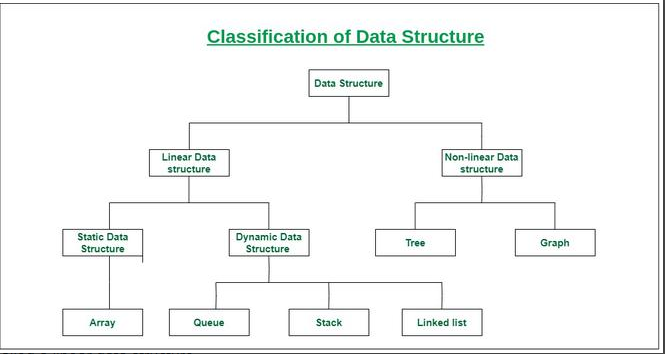 Classification of Data Structure
Data Structure
Linear Data
structure
Non-linear Data
structure
Static Data
Structure
Dynamic Data
Structure
Tree
Graph
Array
Queue
Stack
Linked list